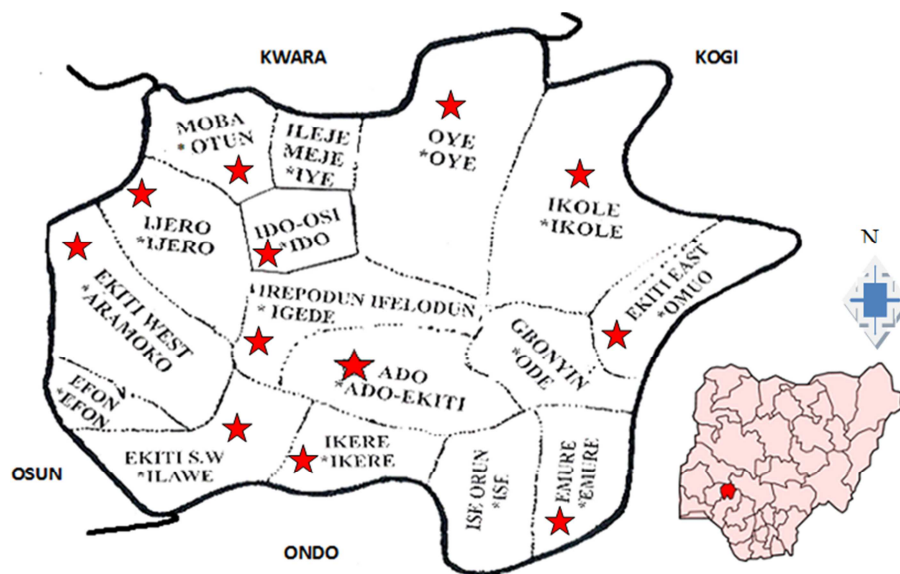 KWARA
KOGI
MOBA
*OTUN
ILEJE
MEJE
*IYE
OYE
*OYE
IKOLE
*IKOLE
IJERO
*IJERO
IDO-OSI
*IDO
EKITI EAST
*OMUO
N
EKITI WEST
*ARAMOKO
IREPODUN IFELODUN
* IGEDE
GBONYIN
*ODE
ADO
*ADO-EKITI
EFON
*EFON
EKITI S.W
*ILAWE
IKERE
*IKERE
ISE ORUN
*ISE
EMURE
*EMURE
OSUN
ONDO